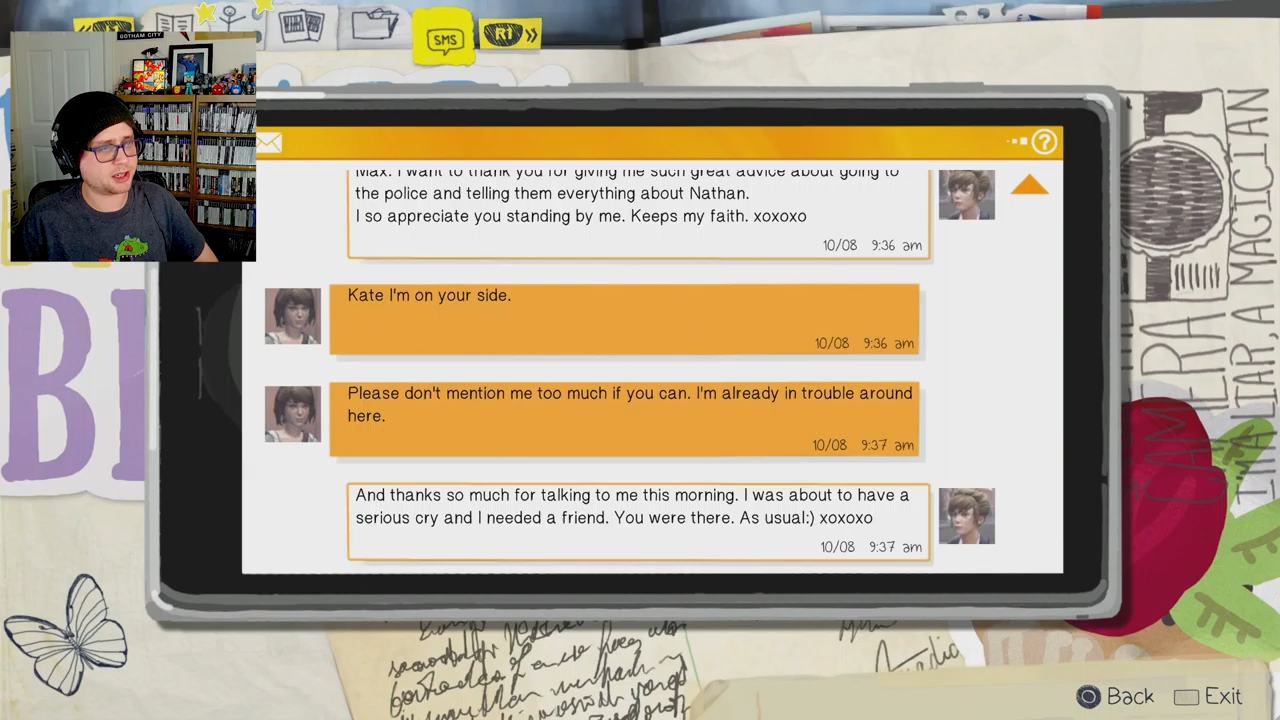 GOTHAM CITY
SMS
R1
Max. I want to thank you for giving me such great advice about going to
the police and telling them everything about Nathan.
I so appreciate you standing by me. Keeps my faith. xoxoxo
10/08 9:36 am
Kate I'm on your side.
10/08 9:36 am
Please don't mention me too much if you can. I'm already in trouble around
here.
10/08 9:37 am
And thanks so much for talking to me this morning. I was about to have a
serious cry and I needed a friend. You were there. As usual:) xoxoxo
10/08 9:37 am
CAMERA
LIAR, A MAGICIAN
Back
Exit